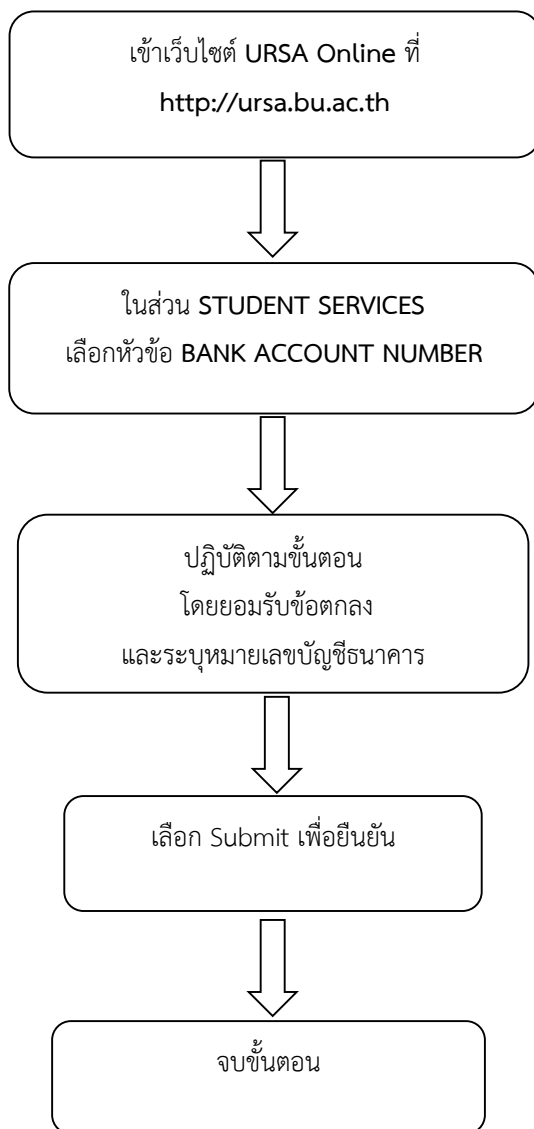 เข้าเว็บไซต์ URSA Online ที่
http://ursa.bu.ac.th
ในส่วน STUDENT SERVICES
เลือกหัวข้อ BANK ACCOUNT NUMBER
ปฏิบัติตามขั้นตอน
โดยยอมรับข้อตกลง
และระบุหมายเลขบัญชีธนาคาร
เลือก Submit เพื่อยืนยัน
จบขั้นตอน